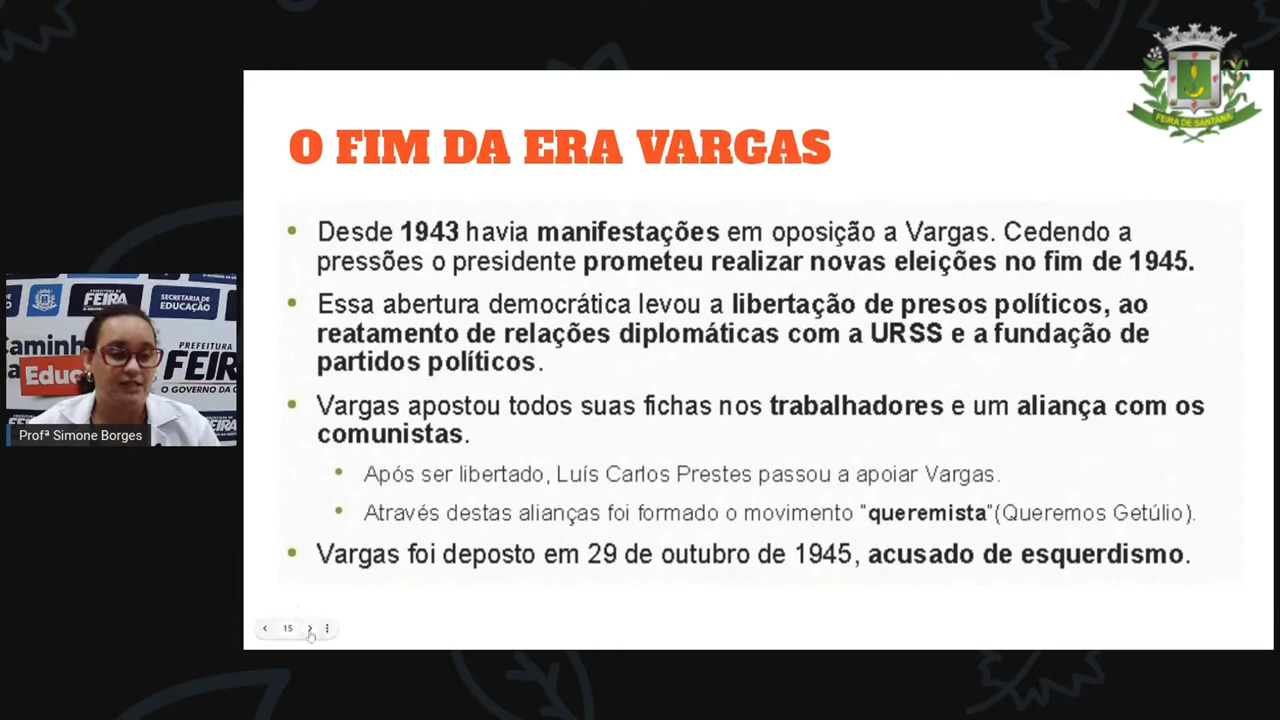 FEIRA DE SANTANA
O FIM DA ERA VARGAS
• Desde 1943 havia manifestações em oposição a Vargas. Cedendo a
pressões o presidente prometeu realizar novas eleições no fim de 1945.
• Essa abertura democrática levou a libertação de presos políticos, ao
reatamento de relações diplomáticas com a URSS e a fundação de
partidos políticos.
• Vargas apostou todos suas fichas nos trabalhadores e um aliança com os
comunistas.
• Após ser libertado, Luís Carlos Prestes passou a apoiar Vargas.
• Através destas alianças foi formado o movimento "queremista"(Queremos Getúlio).
• Vargas foi deposto em 29 de outubro de 1945, acusado de esquerdismo.
15
FEIRA
SECRETARIA DE
EDUCAÇÃO
Caminh
Educ
PREFEITURA
FEIR
O GOVERNO DA
Profª Simone Borges